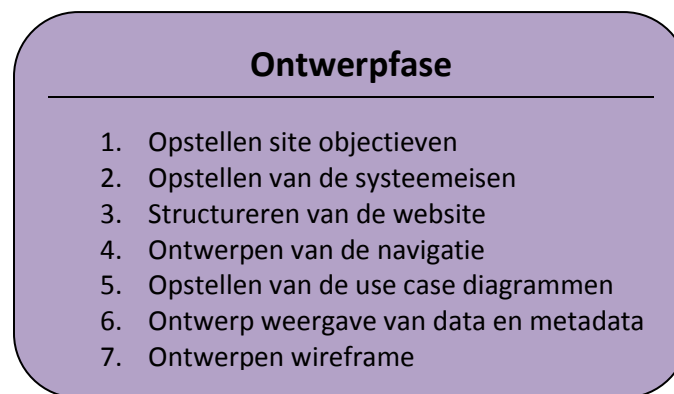 Ontwerpfase
1. Opstellen site objectieven
2. Opstellen van de systeemeisen
3. Structureren van de website
4. Ontwerpen van de navigatie
5. Opstellen van de use case diagrammen
6. Ontwerp weergave van data en metadata
7. Ontwerpen wireframe